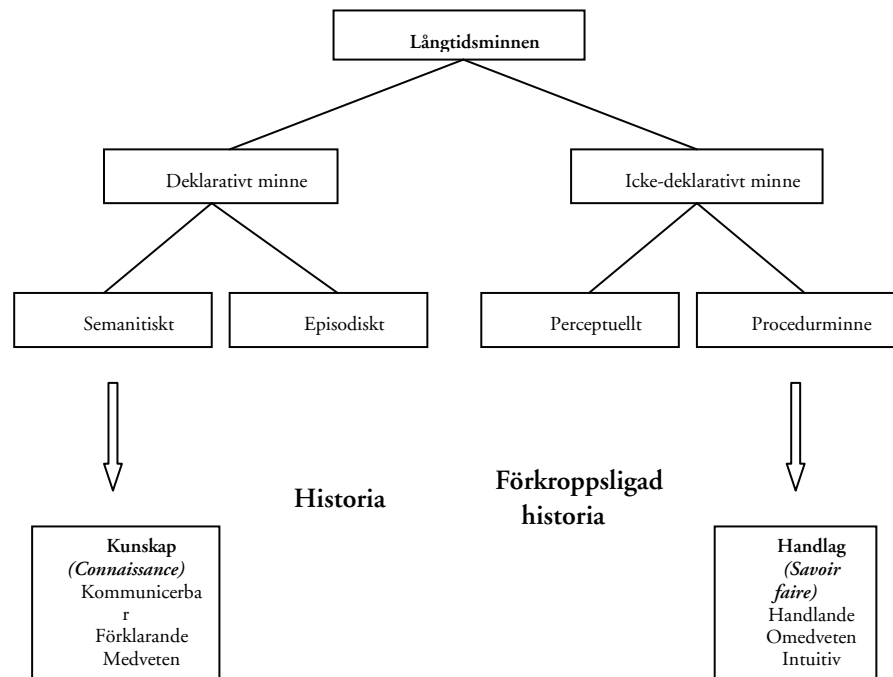 Långtidsminnen
Deklarativt minne
Icke-deklarativt minne
Semanitiskt
Episodiskt
Perceptuellt
Procedurminne
Historia
Förkroppsligad
historia
Kunskap
(Connaissance)
Kommunicerba
r
Förklarande
Medveten
Handlag
(Savoir
faire)
Handlande
Omedveten
Intuitiv